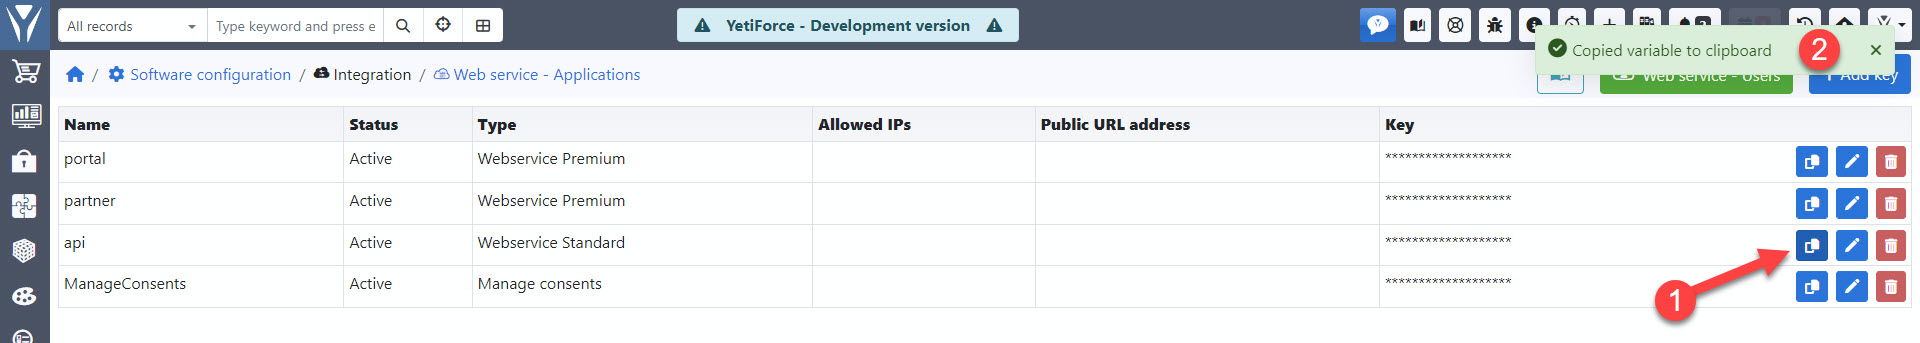 All records
Type keyword and press e
YetiForce - Development version
Copied variable to clipboard
2
/ Software configuration / Integration / Web service - Applications
Web service - Users
Add key
Name Status Type Allowed IPs Public URL address Key
portal Active Webservice Premium *******************
partner Active Webservice Premium *******************
api Active Webservice Standard *******************
ManageConsents Active Manage consents *******************
1